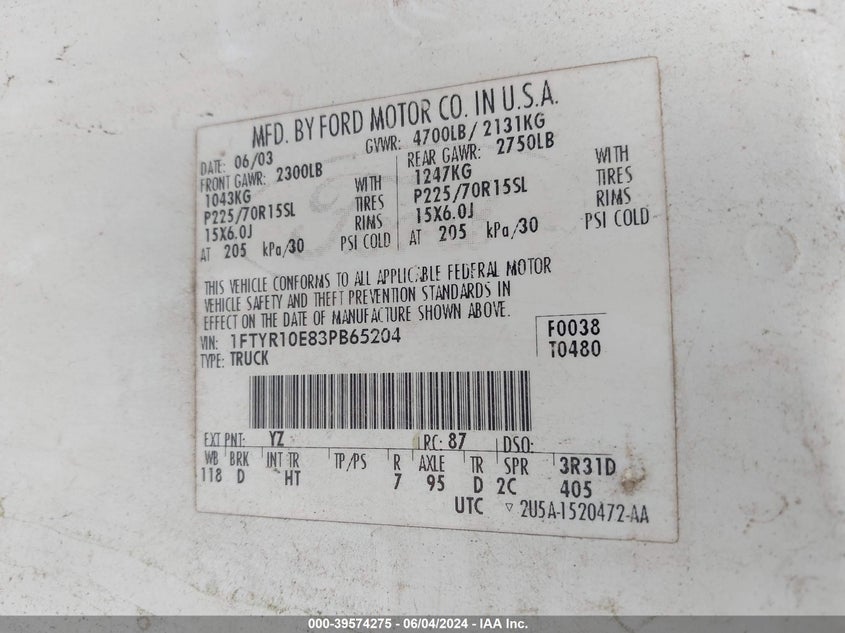 MFD. BY FORD MOTOR CO. IN U.S.A.
DATE: 06/03 GVWR: 4700LB/ 2131KG
FRONT GAWR: 2300LB REAR GAWR: 2750LB
1043KG WITH 1247KG WITH
P225/70R15SL TIRES P225/70R15SL TIRES
15X6.0J RIMS 15X6.0J RIMS
AT 205 kPa/30 PSI COLD AT 205 kPa/30 PSI COLD
THIS VEHICLE CONFORMS TO ALL APPLICABLE FEDERAL MOTOR
VEHICLE SAFETY AND THEFT PREVENTION STANDARDS IN
EFFECT ON THE DATE OF MANUFACTURE SHOWN ABOVE.
VIN: 1FTYR10E83PB65204 F0038
TYPE: TRUCK T0480
EXT PNT: YZ RC: 87 DSO:
WB BRK INT TR TP/PS R AXLE TR SPR 3R31D
118 D HT 7 95 D 2C 405
UTC ▽ 2U5A-1520472-AA
000-39574275 - 06/04/2024 - IAA Inc.